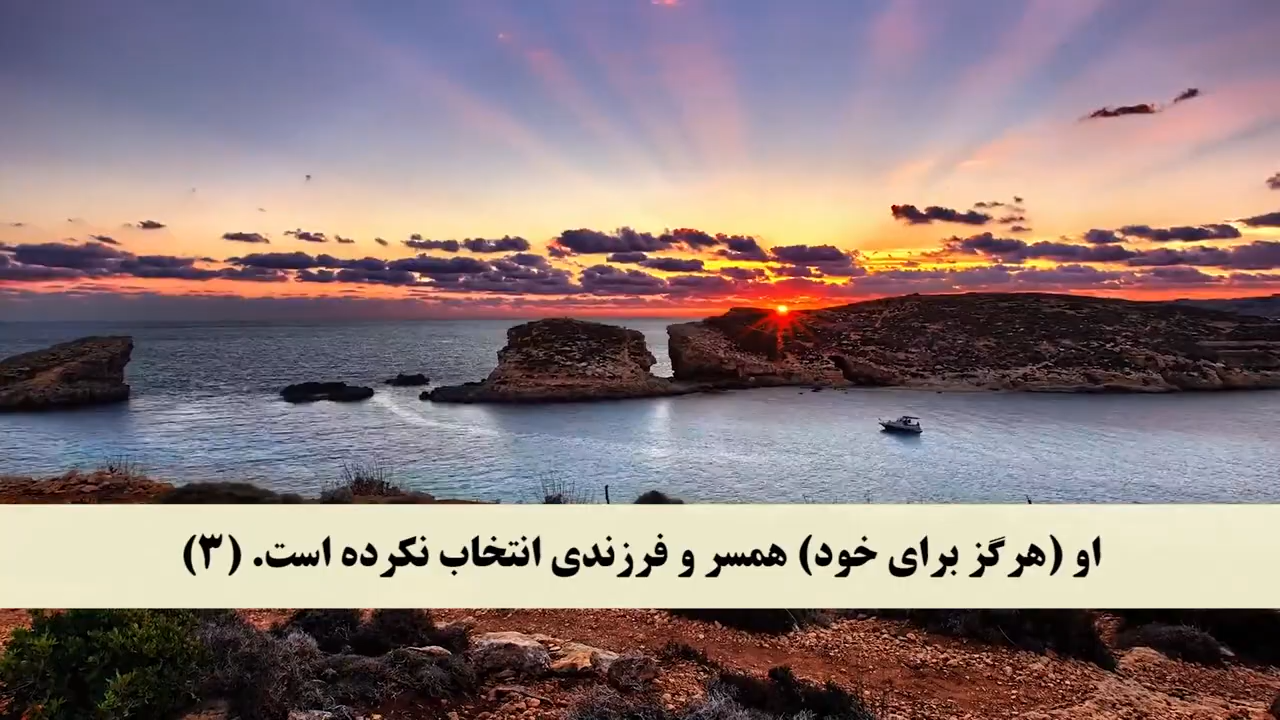 او (هرگز برای خود) همسر و فرزندی انتخاب نکرده است. (۳)